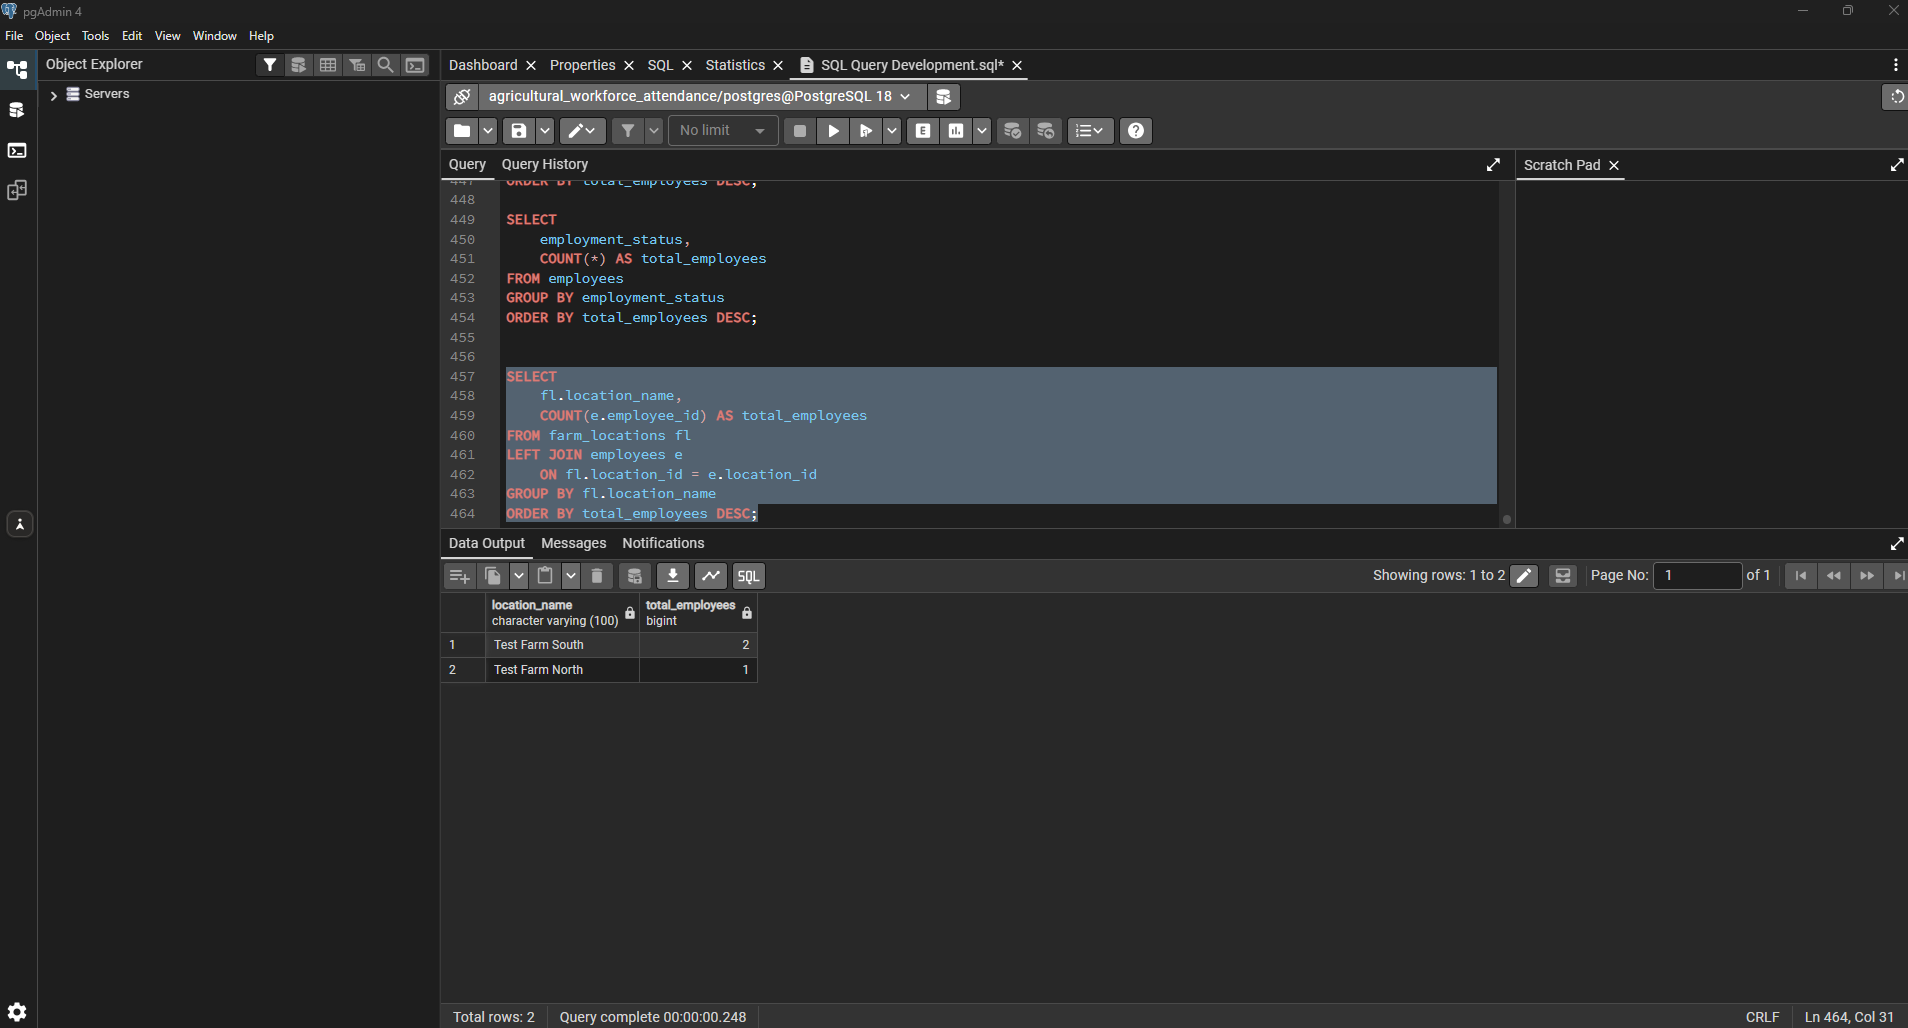 pgAdmin 4
File Object Tools Edit View Window Help
Object Explorer
Servers
Dashboard Properties SQL Statistics SQL Query Development.sql*
agricultural_workforce_attendance/postgres@PostgreSQL 18
No limit
E
Query Query History
Scratch Pad
447 ORDER BY total_employees DESC;
448
449 SELECT
450 employment_status,
451 COUNT(*) AS total_employees
452 FROM employees
453 GROUP BY employment_status
454 ORDER BY total_employees DESC;
455
456
457 SELECT
458 fl.location_name,
459 COUNT(e.employee_id) AS total_employees
460 FROM farm_locations fl
461 LEFT JOIN employees e
462 ON fl.location_id = e.location_id
463 GROUP BY fl.location_name
464 ORDER BY total_employees DESC;
Data Output Messages Notifications
SQL Showing rows: 1 to 2 Page No: 1 of 1
location_name total_employees
character varying (100) bigint
1 Test Farm South 2
2 Test Farm North 1
Total rows: 2 Query complete 00:00:00.248 CRLF Ln 464, Col 31